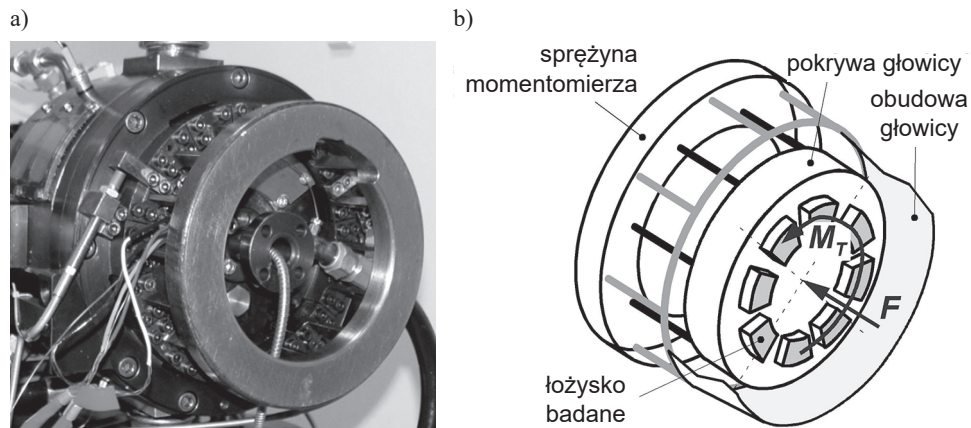 a)
b)
sprężyna
momentomierza
pokrywa głowicy
obudowa
głowicy
M_T
F
łożysko
badane